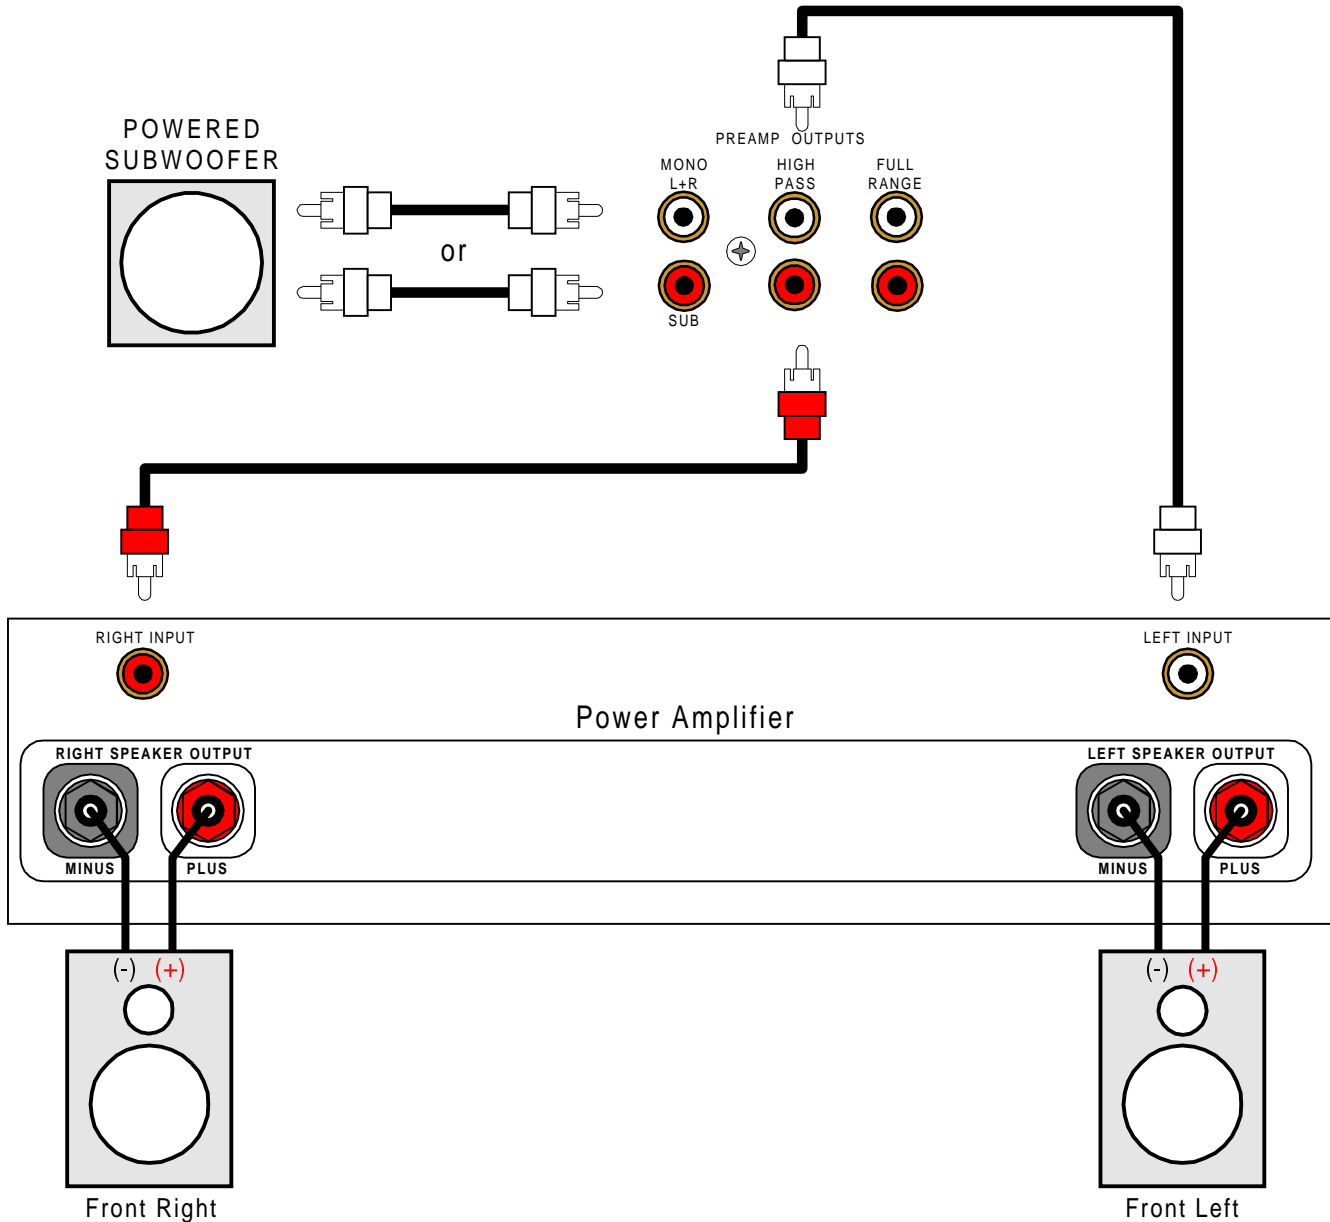 POWERED
SUBWOOFER
or
PREAMP OUTPUTS
MONO
L+R
HIGH
PASS
FULL
RANGE
SUB
RIGHT INPUT
LEFT INPUT
Power Amplifier
RIGHT SPEAKER OUTPUT
MINUS
PLUS
LEFT SPEAKER OUTPUT
MINUS
PLUS
(-) (+)
(-) (+)
Front Right
Front Left